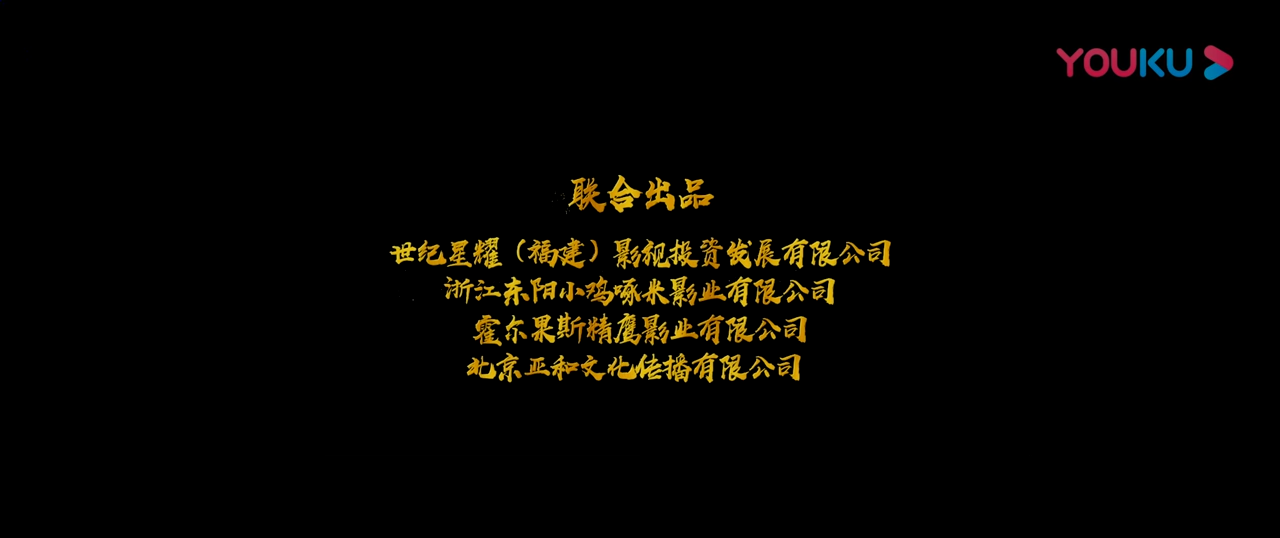 YOUKU
联合出品
世纪星耀（福建）影视投资发展有限公司
浙江东阳小鸡啄米影业有限公司
霍尔果斯精鹰影业有限公司
北京亚和文化传播有限公司